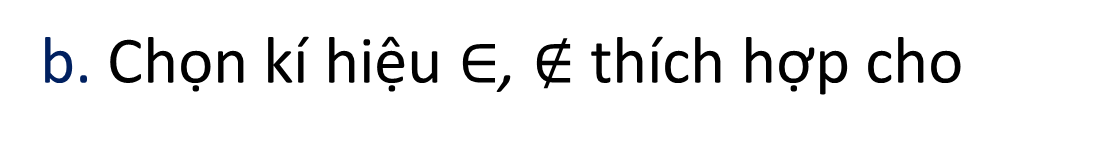 b. Chọn kí hiệu ∈, ∉ thích hợp cho